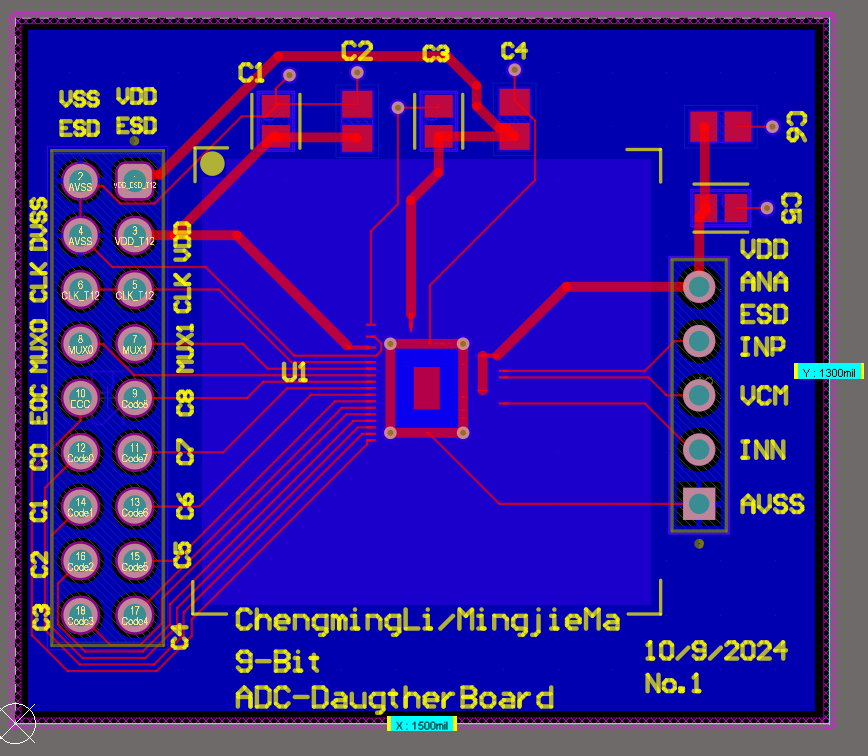 C1
C2
C3
C4
VSS
VDD
ESD
ESD
C6
C5
2
AVSS
1
VDD_ESD_T12
4
AVSS
3
VDD_T12
6
CLK_T12
5
CLK_T12
8
MUX0
7
MUX1
10
EOC
9
Code8
12
Code0
11
Code7
14
Code1
13
Code6
16
Code2
15
Code5
18
Code3
17
Code4
DVSS
CLK
MUX0
EOC
C0
C1
C2
C3
VDD
CLK
MUX1
C8
C7
C6
C5
C4
U1
VDD
ANA
ESD
INP
VCM
INN
AVSS
Y : 1300mil
ChengmingLi/MingjieMa
9-Bit
ADC-DaugtherBoard
10/9/2024
No.1
X : 1500mil